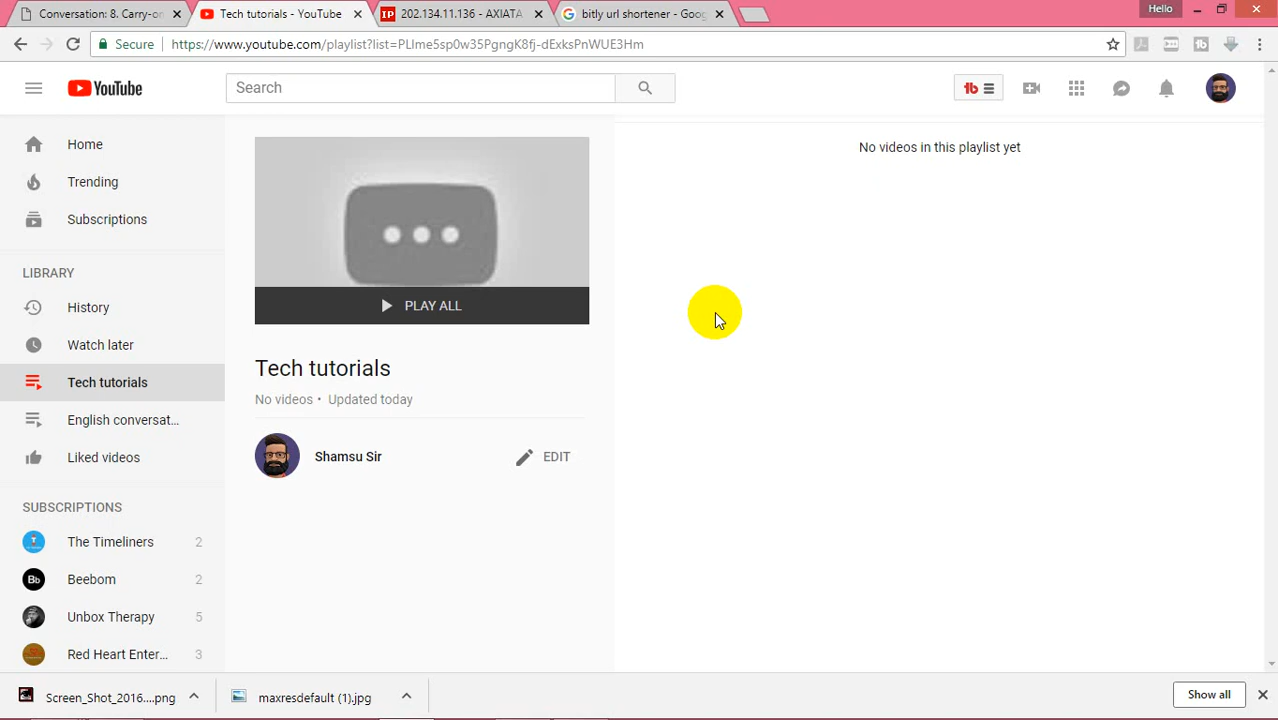 Conversation: 8. Carry-on
Tech tutorials - YouTube
202.134.11.136 - AXIATA
bitly url shortener - Goog
Hello
Secure
https://www.youtube.com/playlist?list=PLIme5sp0w35PgngK8fj-dExksPnWUE3Hm
YouTube
Search
Home
Trending
Subscriptions
LIBRARY
History
Watch later
Tech tutorials
English conversat...
Liked videos
SUBSCRIPTIONS
The Timeliners 2
Beebom 2
Unbox Therapy 5
Red Heart Enter... 3
PLAY ALL
Tech tutorials
No videos • Updated today
Shamsu Sir
EDIT
No videos in this playlist yet
Screen_Shot_2016....png
maxresdefault (1).jpg
Show all